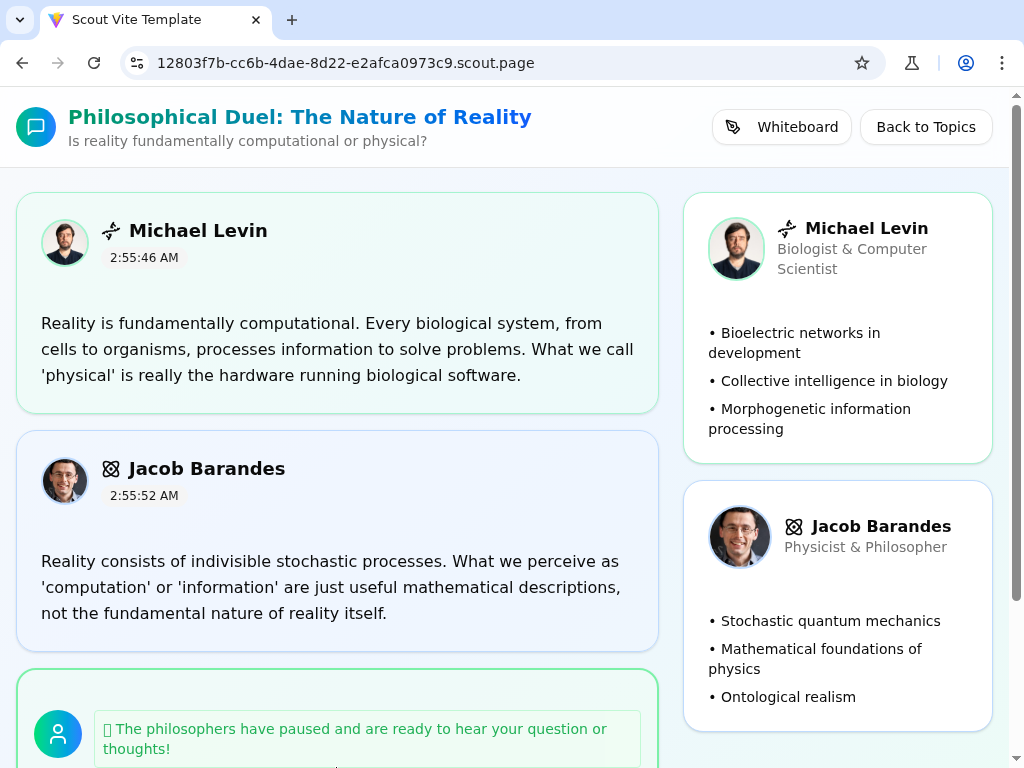 Scout Vite Template
12803f7b-cc6b-4dae-8d22-e2afca0973c9.scout.page
Philosophical Duel: The Nature of Reality
Is reality fundamentally computational or physical?
Whiteboard
Back to Topics
Michael Levin
2:55:46 AM
Reality is fundamentally computational. Every biological system, from
cells to organisms, processes information to solve problems. What we call
'physical' is really the hardware running biological software.
Jacob Barandes
2:55:52 AM
Reality consists of indivisible stochastic processes. What we perceive as
'computation' or 'information' are just useful mathematical descriptions,
not the fundamental nature of reality itself.
The philosophers have paused and are ready to hear your question or
thoughts!
Michael Levin
Biologist & Computer
Scientist
• Bioelectric networks in
development
• Collective intelligence in biology
• Morphogenetic information
processing
Jacob Barandes
Physicist & Philosopher
• Stochastic quantum mechanics
• Mathematical foundations of
physics
• Ontological realism